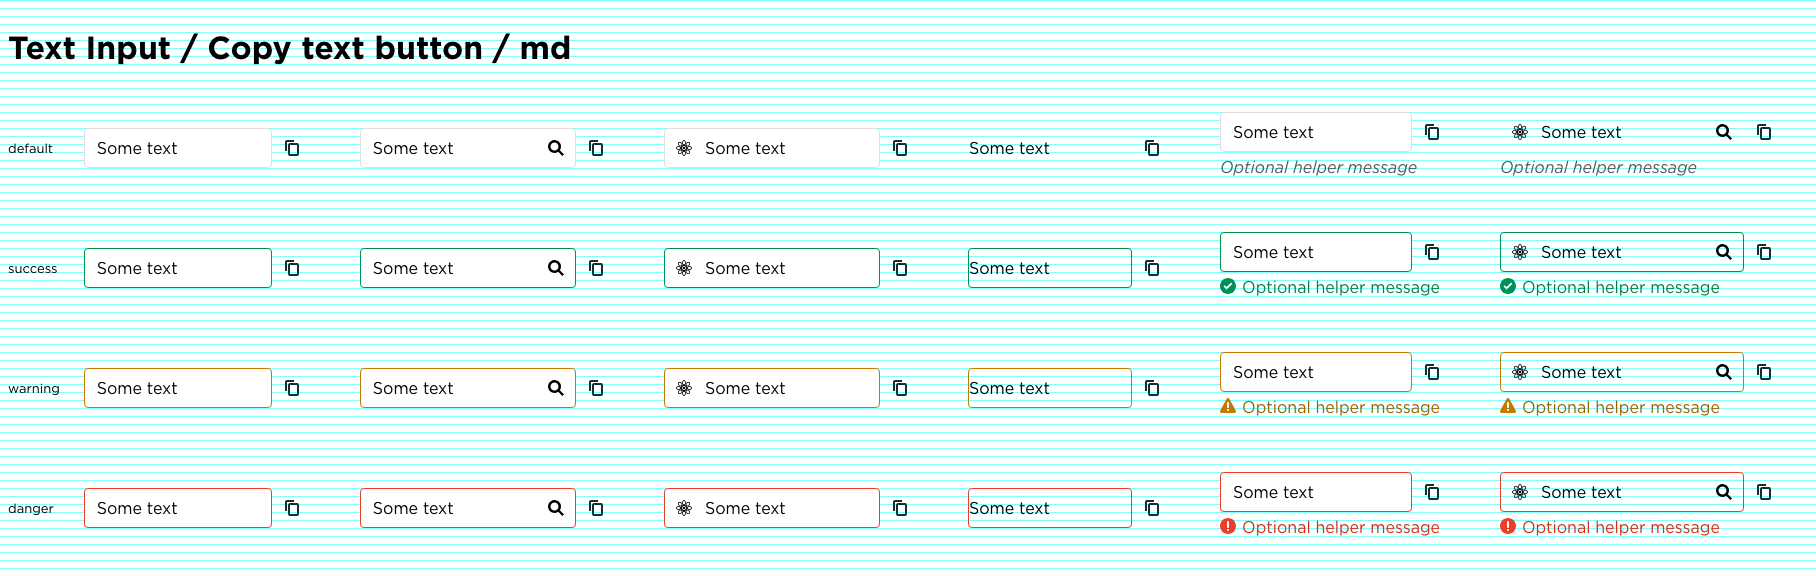 Text Input / Copy text button / md
default Some text Some text Some text Some text Some text Some text
Optional helper message Optional helper message
success Some text Some text Some text Some text Some text Some text
Optional helper message Optional helper message
warning Some text Some text Some text Some text Some text Some text
Optional helper message Optional helper message
danger Some text Some text Some text Some text Some text Some text
Optional helper message Optional helper message